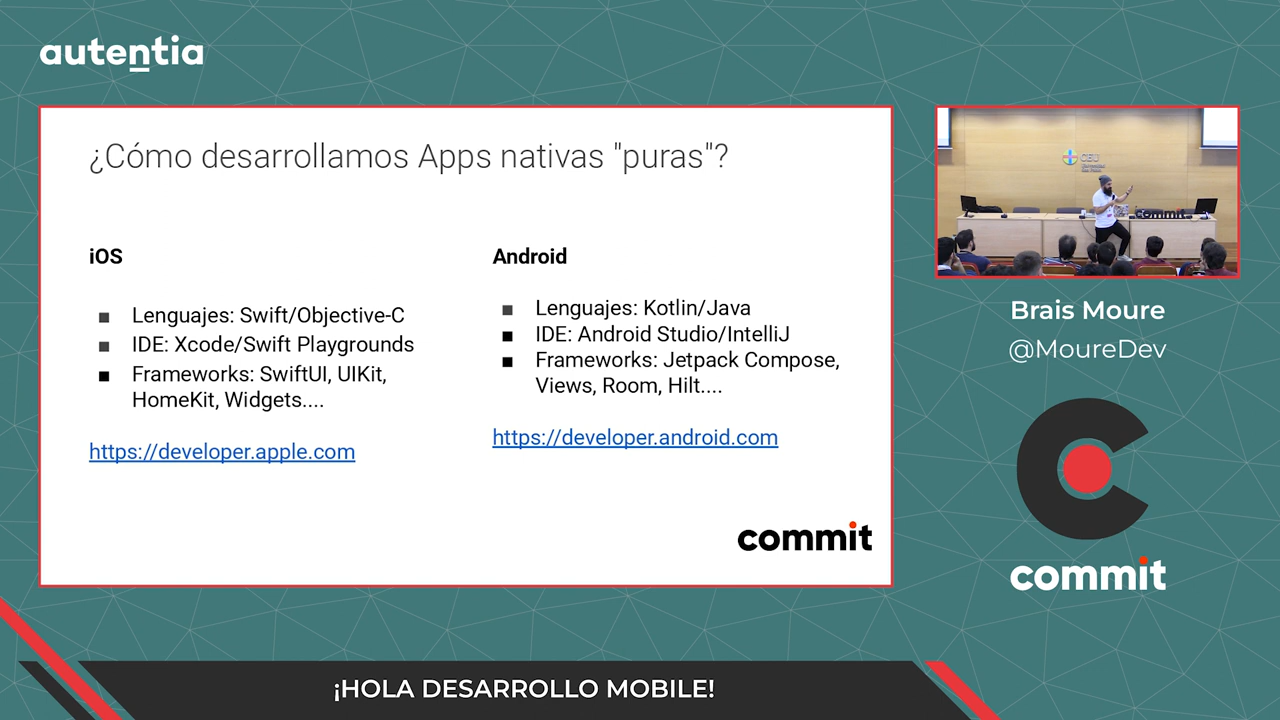 autentia
¿Cómo desarrollamos Apps nativas "puras"?
iOS
▪ Lenguajes: Swift/Objective-C
▪ IDE: Xcode/Swift Playgrounds
▪ Frameworks: SwiftUI, UIKit,
HomeKit, Widgets....
https://developer.apple.com
Android
▪ Lenguajes: Kotlin/Java
▪ IDE: Android Studio/IntelliJ
▪ Frameworks: Jetpack Compose,
Views, Room, Hilt....
https://developer.android.com
commit
CEU
commit
Brais Moure
@MoureDev
commit
¡HOLA DESARROLLO MOBILE!